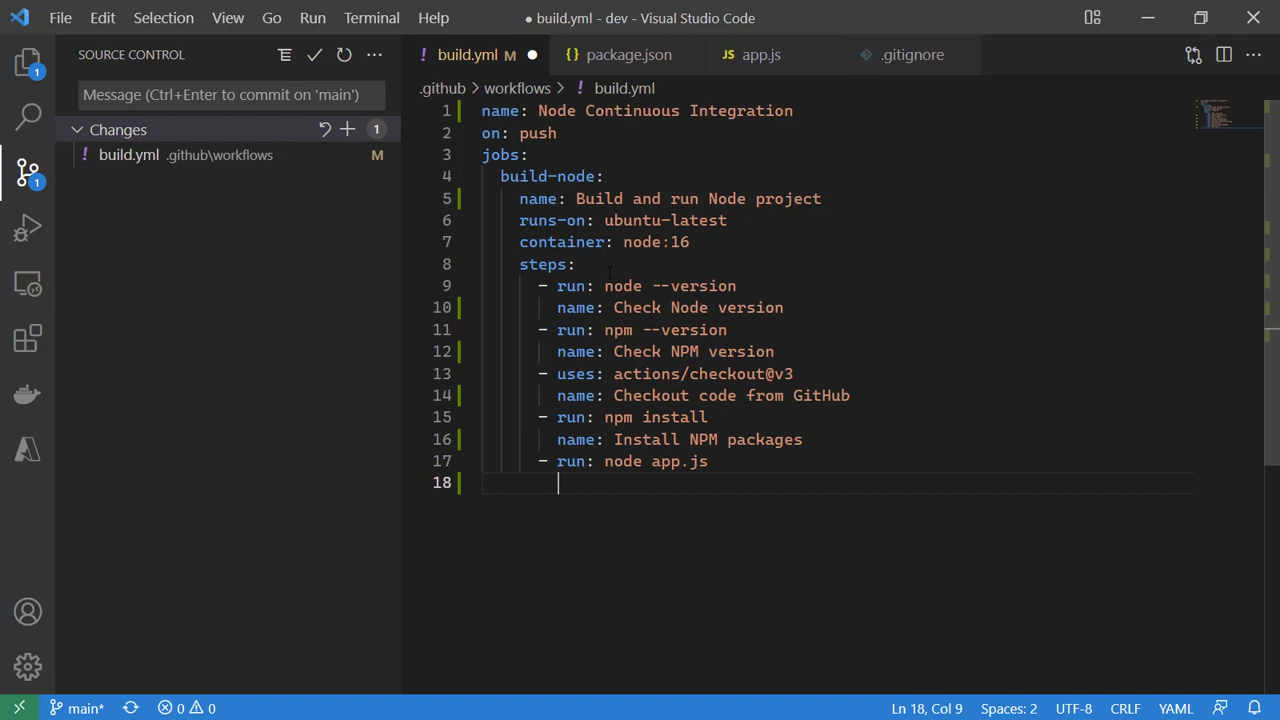 File Edit Selection View Go Run Terminal Help
● build.yml - dev - Visual Studio Code
SOURCE CONTROL
1
Message (Ctrl+Enter to commit on 'main')
Changes 1
! build.yml .github\workflows M
1
! build.yml M ●
{} package.json
JS app.js
.gitignore
.github > workflows > ! build.yml
1 name: Node Continuous Integration
2 on: push
3 jobs:
4 build-node:
5 name: Build and run Node project
6 runs-on: ubuntu-latest
7 container: node:16
8 steps:
9 - run: node --version
10 name: Check Node version
11 - run: npm --version
12 name: Check NPM version
13 - uses: actions/checkout@v3
14 name: Checkout code from GitHub
15 - run: npm install
16 name: Install NPM packages
17 - run: node app.js
18
main* 0 0 Ln 18, Col 9 Spaces: 2 UTF-8 CRLF YAML